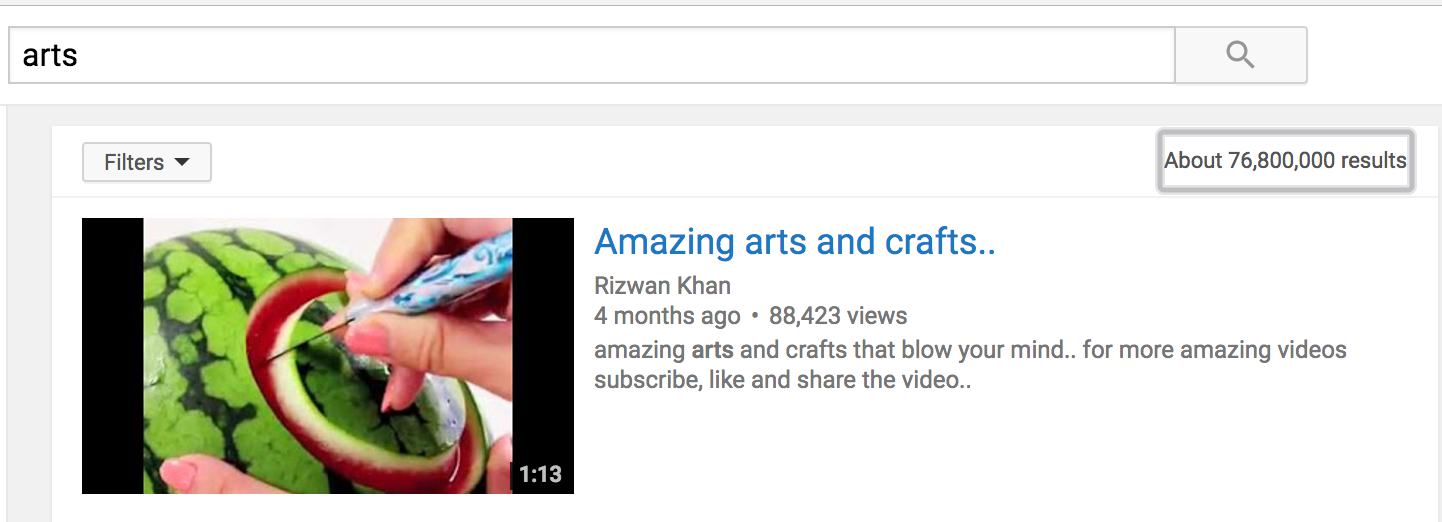 arts
Filters
About 76,800,000 results
Amazing arts and crafts..
Rizwan Khan
4 months ago • 88,423 views
amazing arts and crafts that blow your mind.. for more amazing videos
subscribe, like and share the video..
1:13